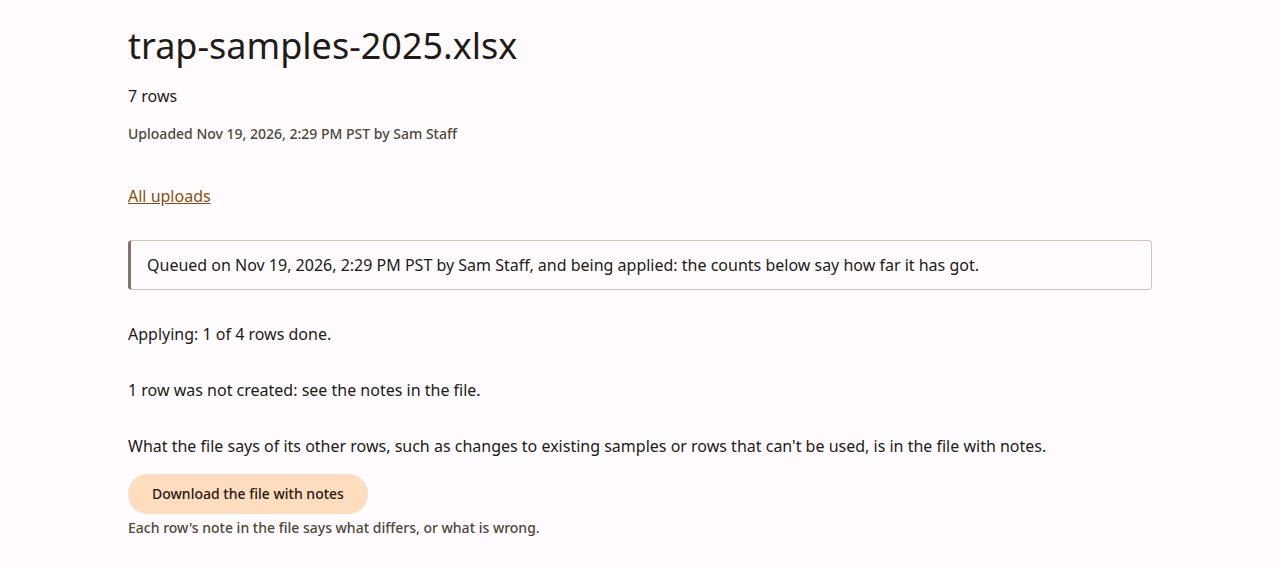 trap-samples-2025.xlsx
7 rows
Uploaded Nov 19, 2026, 2:29 PM PST by Sam Staff
All uploads
Queued on Nov 19, 2026, 2:29 PM PST by Sam Staff, and being applied: the counts below say how far it has got.
Applying: 1 of 4 rows done.
1 row was not created: see the notes in the file.
What the file says of its other rows, such as changes to existing samples or rows that can't be used, is in the file with notes.
Download the file with notes
Each row's note in the file says what differs, or what is wrong.